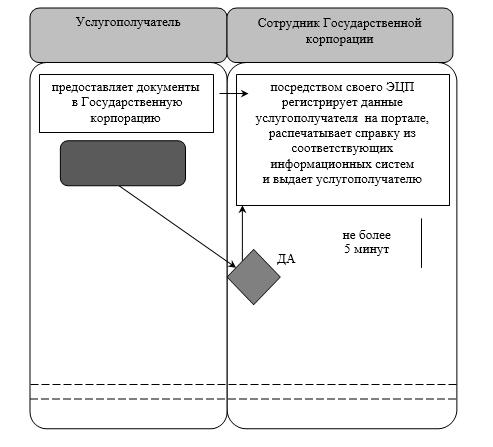 Услугополучатель
Сотрудник Государственной
корпорации
предоставляет документы
в Государственную
корпорацию
посредством своего ЭЦП
регистрирует данные
услугополучателя на портале,
распечатывает справку из
соответствующих
информационных систем
и выдает услугополучателю
не более
5 минут
ДА